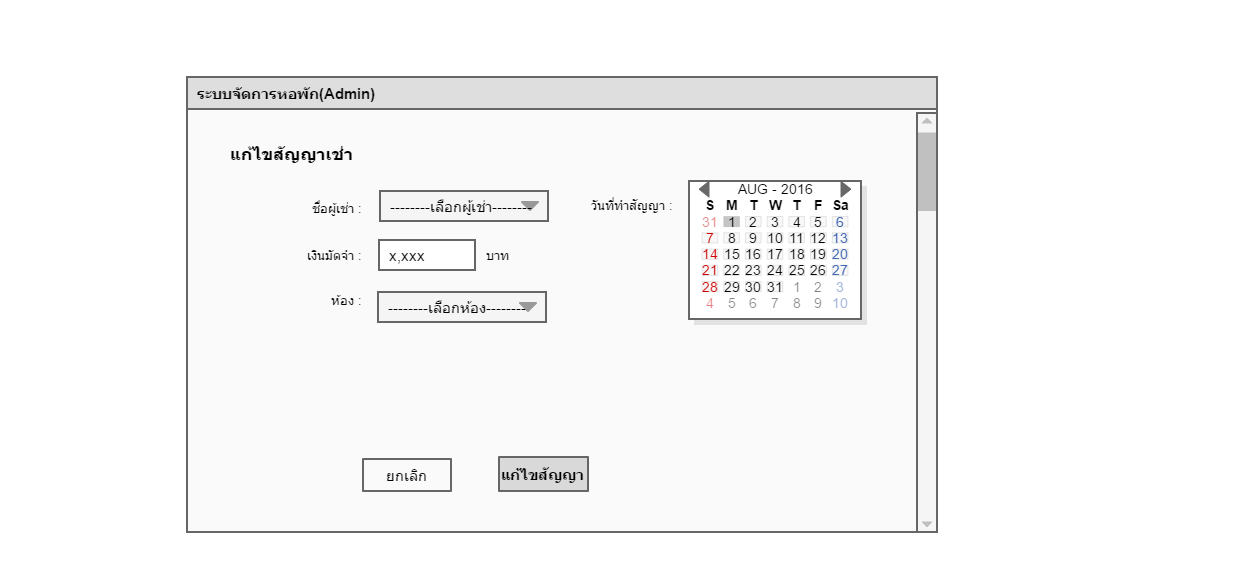 ระบบจัดการหอพัก(Admin)
แก้ไขสัญญาเช่า
ชื่อผู้เช่า :
--------เลือกผู้เช่า--------
เงินมัดจำ :
x,xxx
บาท
ห้อง :
--------เลือกห้อง--------
วันที่ทำสัญญา :
AUG - 2016
S M T W T F Sa
31 1 2 3 4 5 6
7 8 9 10 11 12 13
14 15 16 17 18 19 20
21 22 23 24 25 26 27
28 29 30 31 1 2 3
4 5 6 7 8 9 10
ยกเลิก
แก้ไขสัญญา